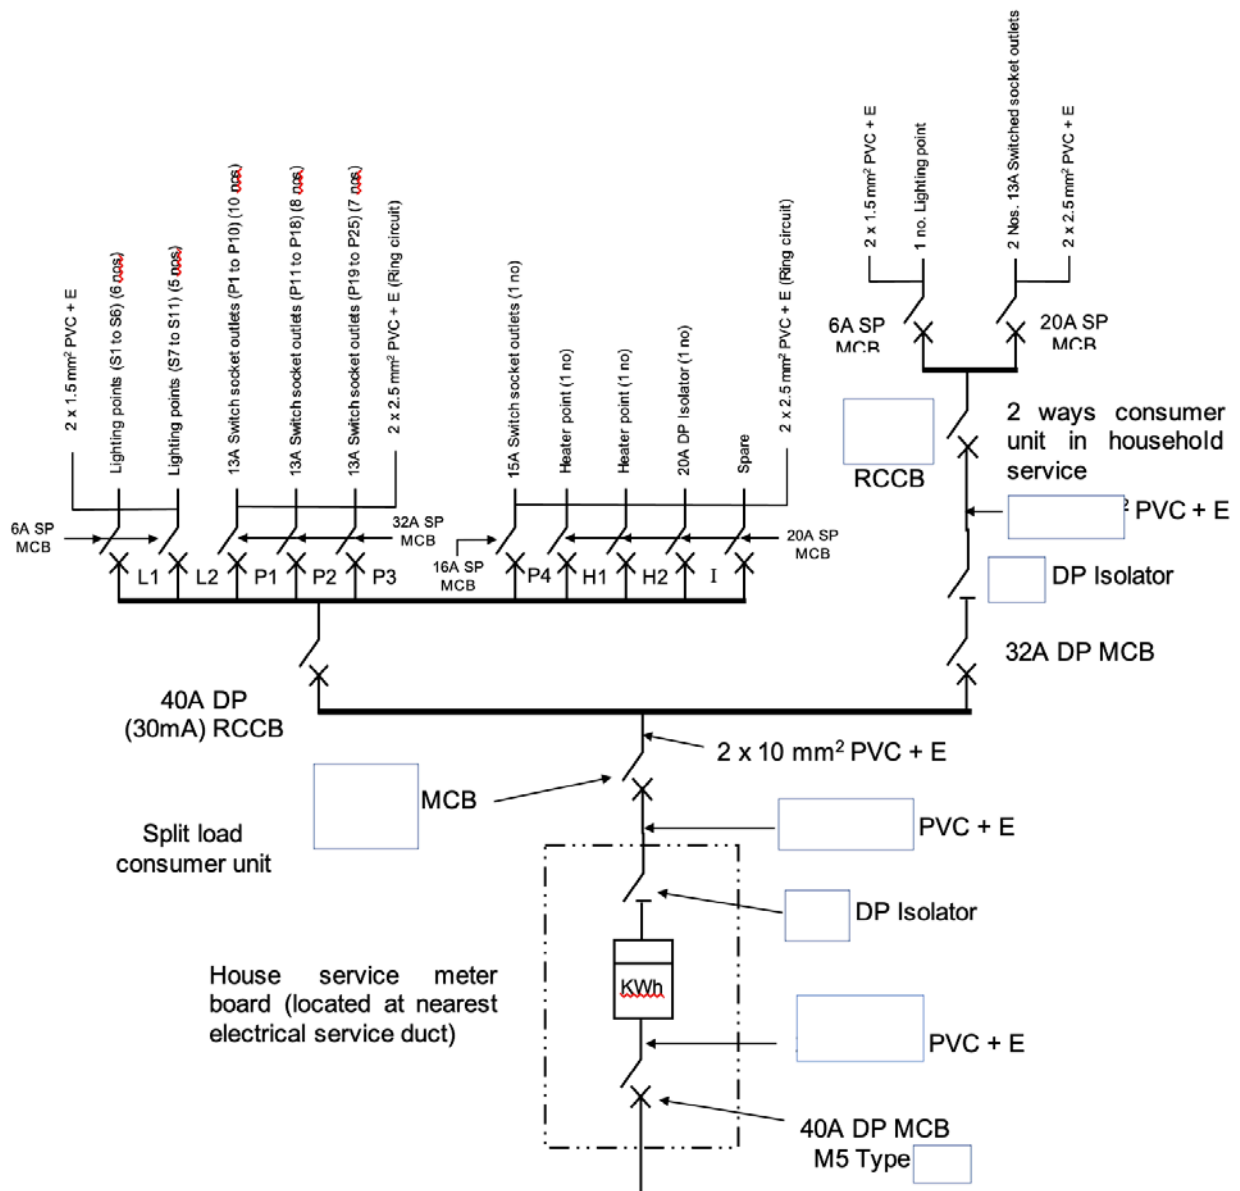 2 x 1.5 mm² PVC + E
Lighting points (S1 to S6) (6 nos.)
Lighting points (S7 to S11) (5 nos.)
13A Switch socket outlets (P1 to P10) (10 nos)
13A Switch socket outlets (P11 to P18) (8 nos)
13A Switch socket outlets (P19 to P25) (7 nos)
2 x 2.5 mm² PVC + E (Ring circuit)
15A Switch socket outlets (1 no)
Heater point (1 no)
Heater point (1 no)
20A DP Isolator (1 no)
Spare
2 x 2.5 mm² PVC + E (Ring circuit)
2 x 1.5 mm² PVC + E
1 no. Lighting point
2 Nos. 13A Switched socket outlets
2 x 2.5 mm² PVC + E
6A SP
MCB
20A SP
MCB
RCCB
2 ways consumer
unit in household
service
² PVC + E
DP Isolator
32A DP MCB
6A SP
MCB
32A SP
MCB
16A SP
MCB
20A SP
MCB
L1
L2
P1
P2
P3
P4
H1
H2
I
40A DP
(30mA) RCCB
2 x 10 mm² PVC + E
MCB
Split load
consumer unit
PVC + E
DP Isolator
House service meter
board (located at nearest
electrical service duct)
KWh
PVC + E
40A DP MCB
M5 Type